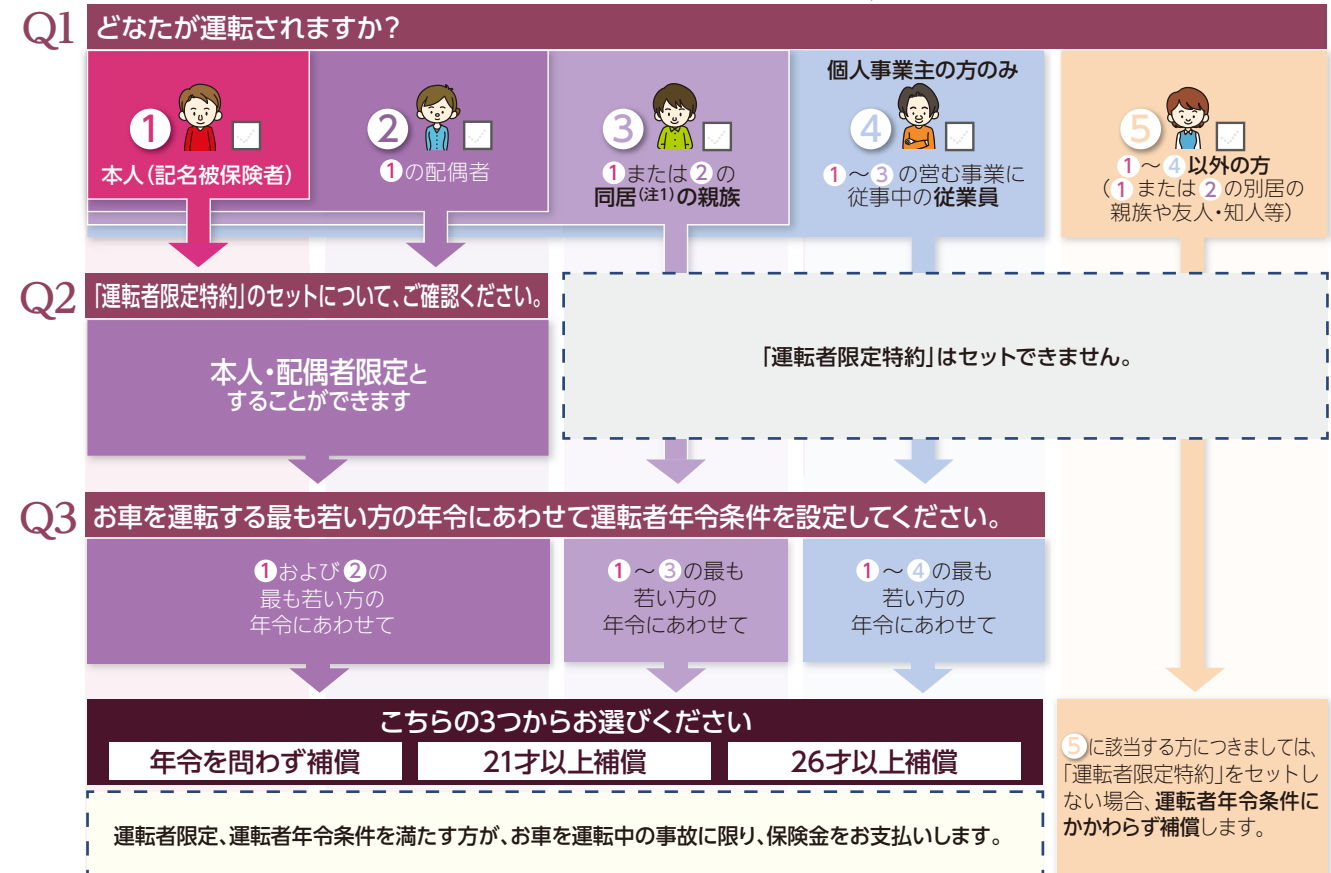 Q1 どなたが運転されますか?
1
本人(記名被保険者)
2
1の配偶者
3
1または2の
同居(注1)の親族
個人事業主の方のみ
4
1～3の営む事業に
従事中の従業員
5
1～4以外の方
(1または2の別居の
親族や友人・知人等)
Q2 「運転者限定特約」のセットについて、ご確認ください。
本人・配偶者限定と
することができます
「運転者限定特約」はセットできません。
Q3 お車を運転する最も若い方の年令にあわせて運転者年令条件を設定してください。
1および2の
最も若い方の
年令にあわせて
1～3の最も
若い方の
年令にあわせて
1～4の最も
若い方の
年令にあわせて
こちらの3つからお選びください
年令を問わず補償 21才以上補償 26才以上補償
運転者限定、運転者年令条件を満たす方が、お車を運転中の事故に限り、保険金をお支払いします。
5に該当する方につきましては、
「運転者限定特約」をセットし
ない場合、運転者年令条件に
かかわらず補償します。